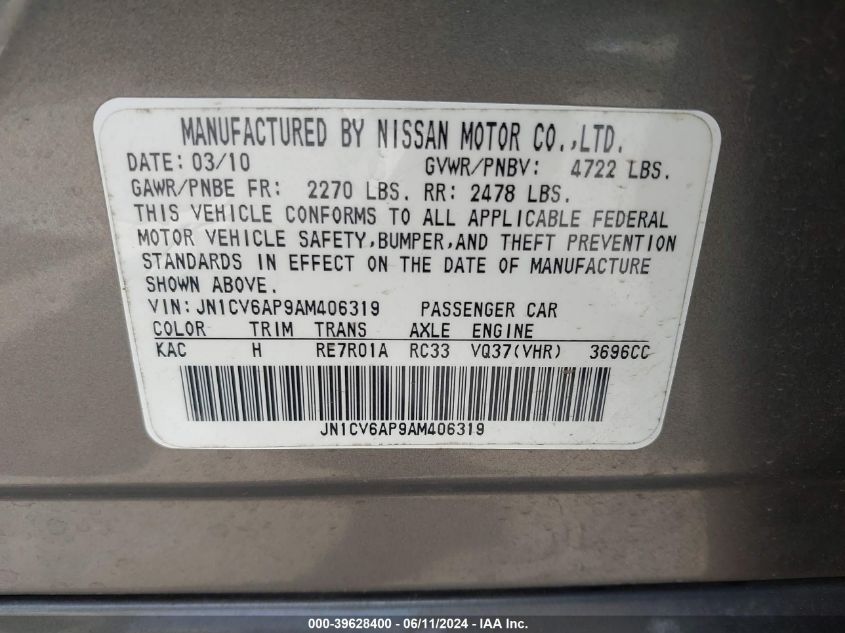 MANUFACTURED BY NISSAN MOTOR CO.,LTD.
DATE: 03/10 GVWR/PNBV: 4722 LBS.
GAWR/PNBE FR: 2270 LBS. RR: 2478 LBS.
THIS VEHICLE CONFORMS TO ALL APPLICABLE FEDERAL
MOTOR VEHICLE SAFETY,BUMPER,AND THEFT PREVENTION
STANDARDS IN EFFECT ON THE DATE OF MANUFACTURE
SHOWN ABOVE.
VIN:JN1CV6AP9AM406319 PASSENGER CAR
COLOR TRIM TRANS AXLE ENGINE
KAC H RE7R01A RC33 VQ37(VHR) 3696CC
JN1CV6AP9AM406319
000-39628400 - 06/11/2024 - IAA Inc.